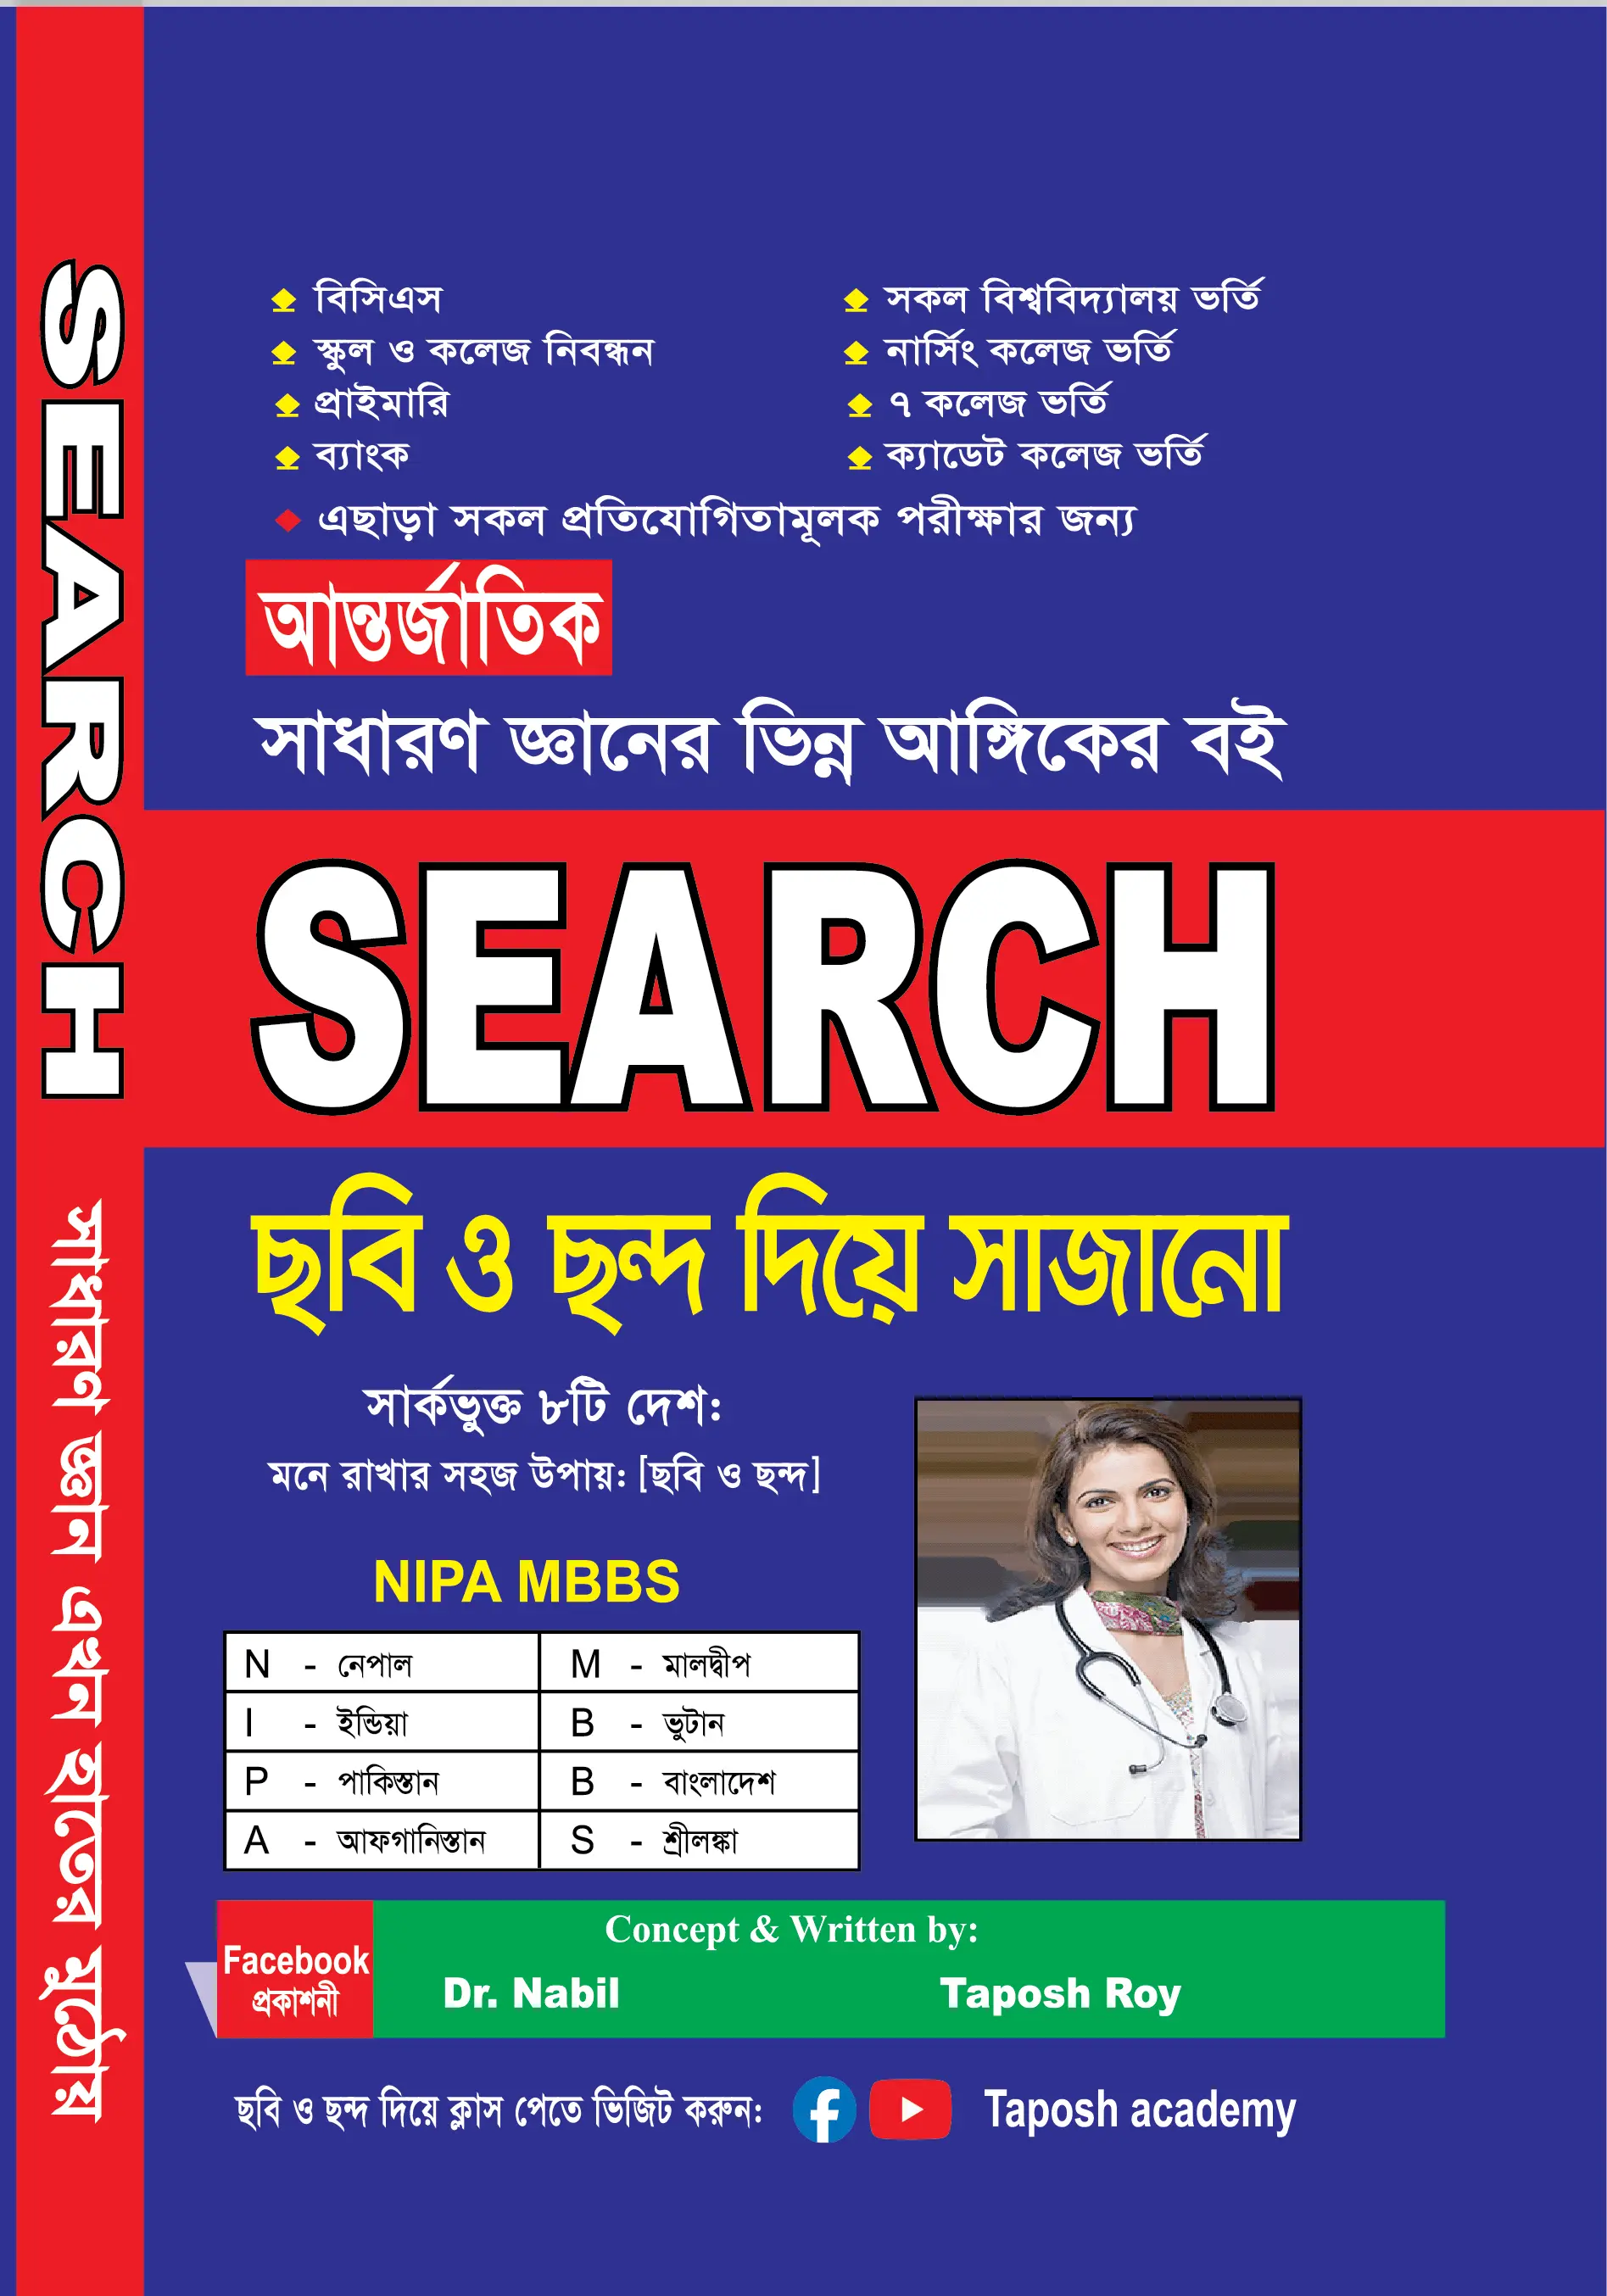 SEARCH সাধারণ জ্ঞান এখন হাতের মুঠোয়
বিসিএস
স্কুল ও কলেজ নিবন্ধন
প্রাইমারি
ব্যাংক
সকল বিশ্ববিদ্যালয় ভর্তি
নার্সিং কলেজ ভর্তি
৭ কলেজ ভর্তি
ক্যাডেট কলেজ ভর্তি
এছাড়া সকল প্রতিযোগিতামূলক পরীক্ষার জন্য
আন্তর্জাতিক
সাধারণ জ্ঞানের ভিন্ন আঙ্গিকের বই
SEARCH
ছবি ও ছন্দ দিয়ে সাজানো
সার্কভুক্ত ৮টি দেশ:
মনে রাখার সহজ উপায়: [ছবি ও ছন্দ]
NIPA MBBS
N - নেপাল M - মালদ্বীপ
I - ইন্ডিয়া B - ভুটান
P - পাকিস্তান B - বাংলাদেশ
A - আফগানিস্তান S - শ্রীলঙ্কা
Facebook
প্রকাশনী
Concept & Written by:
Dr. Nabil Taposh Roy
ছবি ও ছন্দ দিয়ে ক্লাস পেতে ভিজিট করুন: f Taposh academy